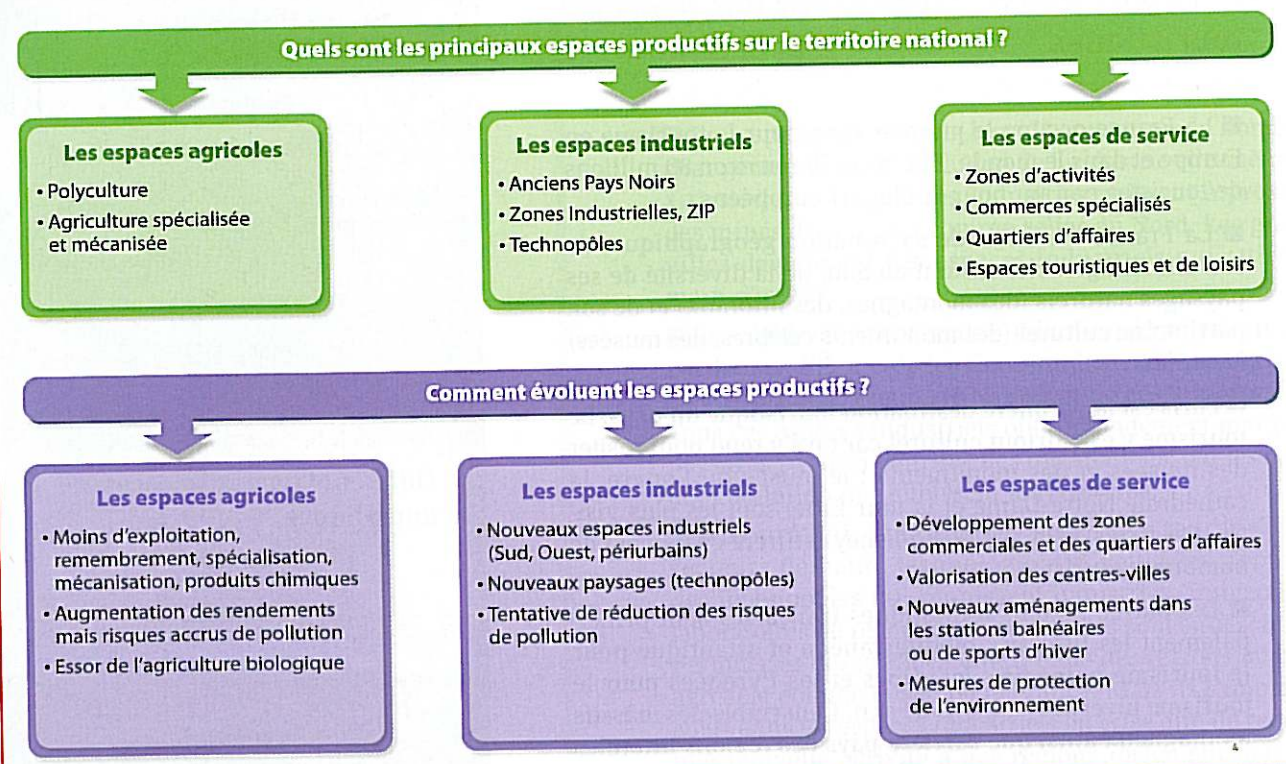 Quels sont les principaux espaces productifs sur le territoire national ?
Les espaces agricoles
• Polyculture
• Agriculture spécialisée
et mécanisée
Les espaces industriels
• Anciens Pays Noirs
• Zones Industrielles, ZIP
• Technopôles
Les espaces de service
• Zones d'activités
• Commerces spécialisés
• Quartiers d'affaires
• Espaces touristiques et de loisirs
Comment évoluent les espaces productifs ?
Les espaces agricoles
• Moins d'exploitation,
remembrement, spécialisation,
mécanisation, produits chimiques
• Augmentation des rendements
mais risques accrus de pollution
• Essor de l'agriculture biologique
Les espaces industriels
• Nouveaux espaces industriels
(Sud, Ouest, périurbains)
• Nouveaux paysages (technopôles)
• Tentative de réduction des risques
de pollution
Les espaces de service
• Développement des zones
commerciales et des quartiers d'affaires
• Valorisation des centres-villes
• Nouveaux aménagements dans
les stations balnéaires
ou de sports d'hiver
• Mesures de protection
de l'environnement